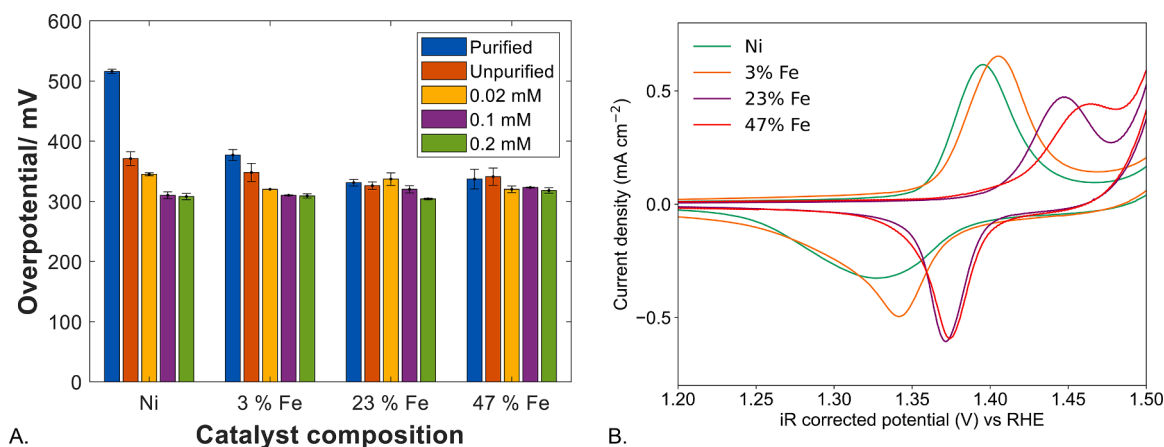 600
500
400
300
200
100
0
Overpotential/ mV
Purified
Unpurified
0.02 mM
0.1 mM
0.2 mM
Ni
3 % Fe
23 % Fe
47 % Fe
Catalyst composition
A.
Ni
3% Fe
23% Fe
47% Fe
0.5
0.0
−0.5
Current density (mA cm⁻²)
1.20
1.25
1.30
1.35
1.40
1.45
1.50
iR corrected potential (V) vs RHE
B.